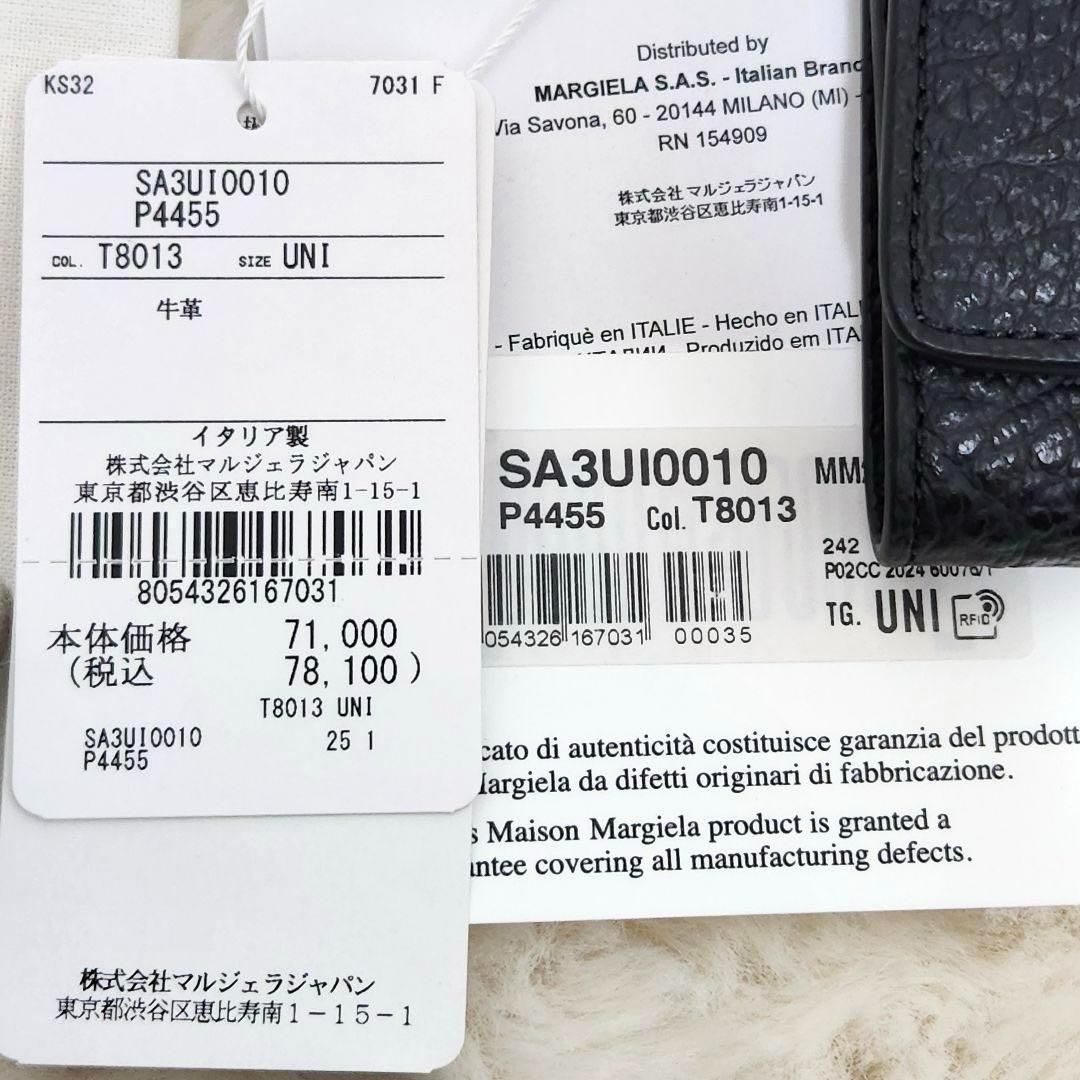 KS32 7031 F
SA3UI0010
P4455
COL. T8013 SIZE UNI
牛革
イタリア製
株式会社マルジェラジャパン
東京都渋谷区恵比寿南1-15-1
8054326167031
本体価格 71,000
(税込 78,100)
T8013 UNI
SA3UI0010 25 1
P4455
株式会社マルジェラジャパン
東京都渋谷区恵比寿南1-15-1
Distributed by
MARGIELA S.A.S. - Italian Branc
Via Savona, 60 - 20144 MILANO (MI) -
RN 154909
株式会社 マルジェラジャパン
東京都渋谷区恵比寿南1-15-1
- Fabriquè en ITALIE - Hecho en ITAL
Produzido em ITA
SA3UI0010 MM
P4455 Col. T8013
242
P02CC 2024
054326 167031 00035
TG. UNI RFID
cato di autenticità costituisce garanzia del prodott
Margiela da difetti originari di fabbricazione.
s Maison Margiela product is granted a
antee covering all manufacturing defects.